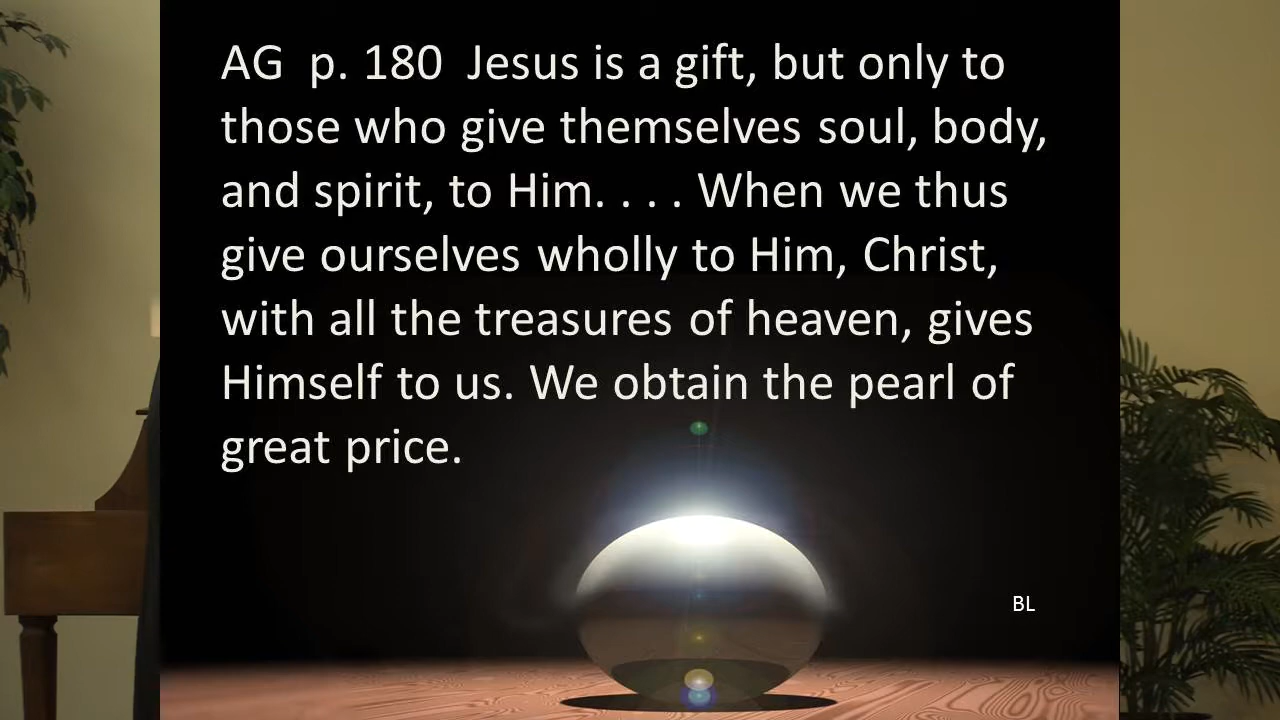 AG  p. 180  Jesus is a gift, but only to
those who give themselves soul, body,
and spirit, to Him. . . . When we thus
give ourselves wholly to Him, Christ,
with all the treasures of heaven, gives
Himself to us. We obtain the pearl of
great price.
BL